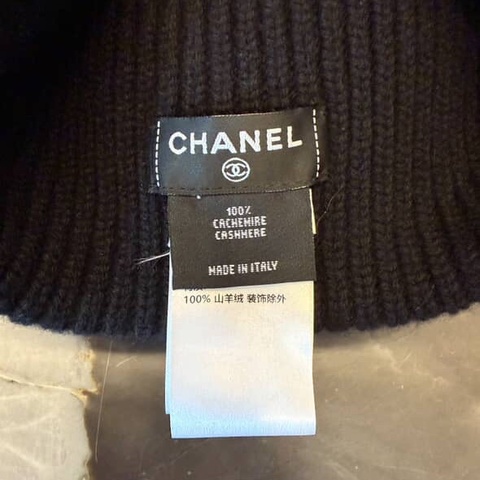 CHANEL
100%
CACHEMIRE
CASHMERE
MADE IN ITALY
100% 山羊绒 装饰除外